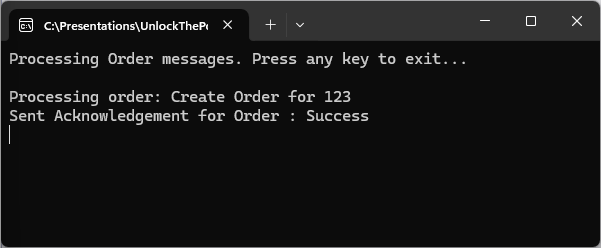 C:\Presentations\UnlockThePo
Processing Order messages. Press any key to exit...
Processing order: Create Order for 123
Sent Acknowledgement for Order : Success